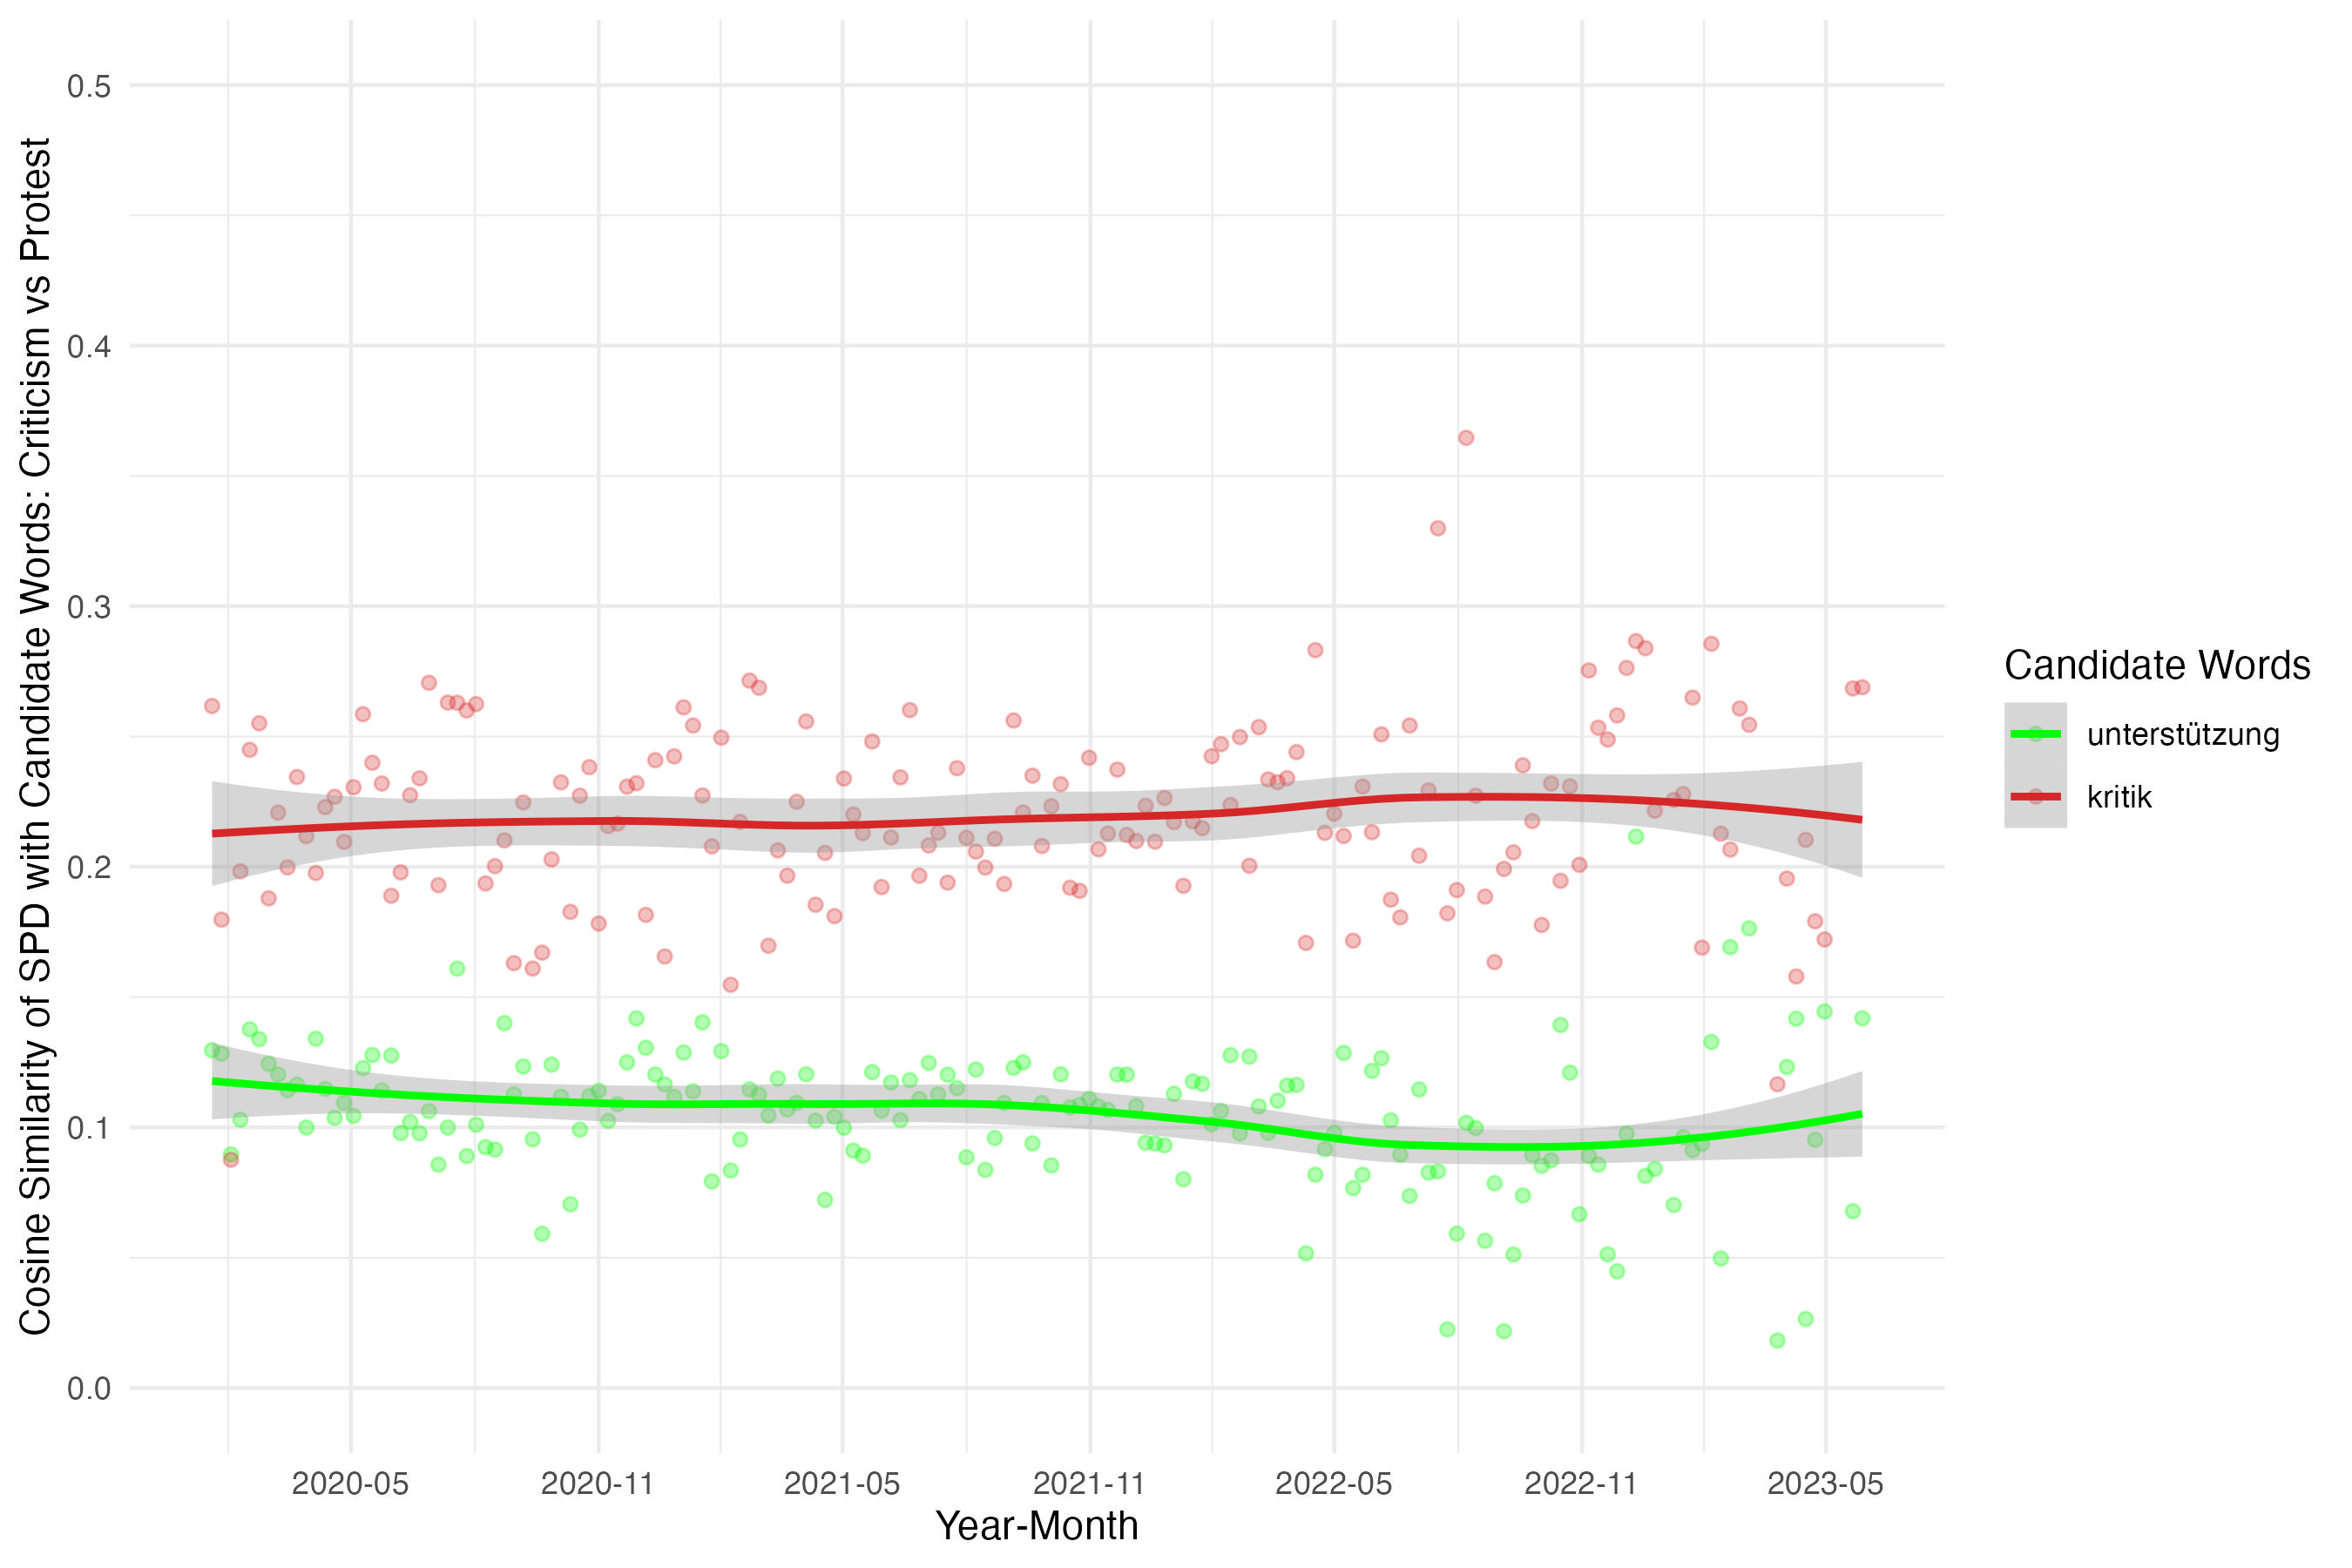 Cosine Similarity of SPD with Candidate Words: Criticism vs Protest
0.5
0.4
0.3
0.2
0.1
0.0
2020-05 2020-11 2021-05 2021-11 2022-05 2022-11 2023-05
Year-Month
Candidate Words
unterstützung
kritik